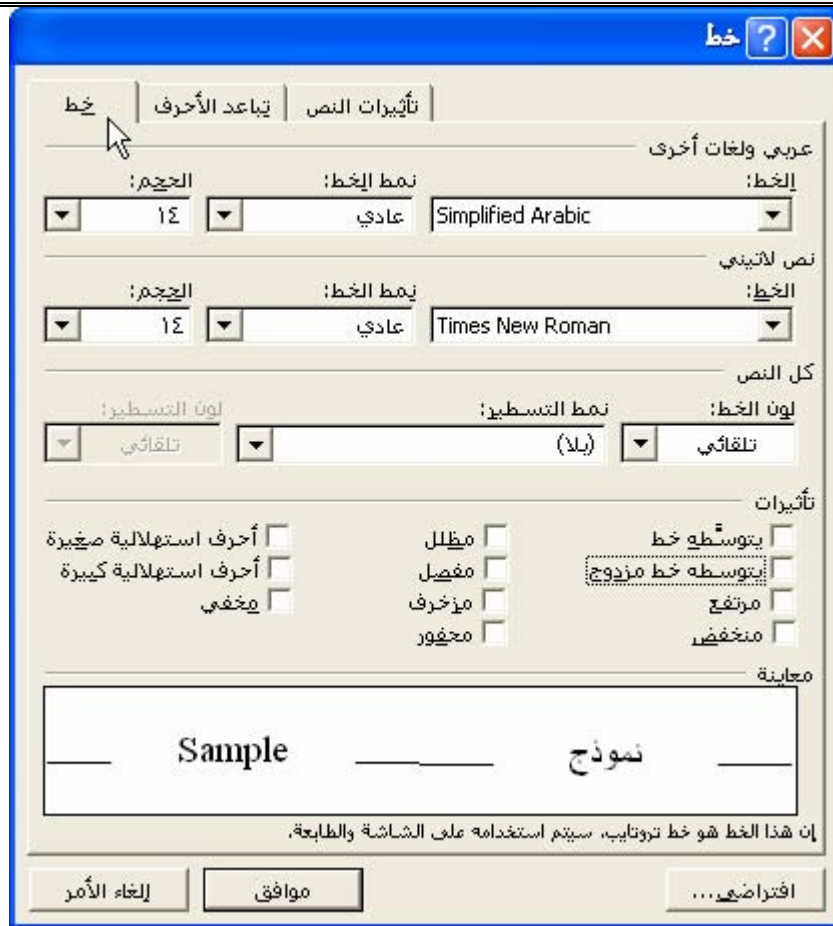 خط
خط تباعد الأحرف تأثيرات النص
عربي ولغات أخرى
الخط: نمط الخط: الحجم:
Simplified Arabic عادي ١٤
نص لاتيني
الخط: نمط الخط: الحجم:
Times New Roman عادي ١٤
كل النص
لون الخط: نمط التسطير: لون التسطير:
تلقائي (بلا) تلقائي
تأثيرات
يتوسطه خط مظلل أحرف استهلالية صغيرة
يتوسطه خط مزدوج مفصل أحرف استهلالية كبيرة
مرتفع مزخرف مخفي
منخفض محفور
معاينة
نموذج Sample
إن هذا الخط هو خط تروتايب، سيتم استخدامه على الشاشة والطابعة.
افتراضي... موافق إلغاء الأمر